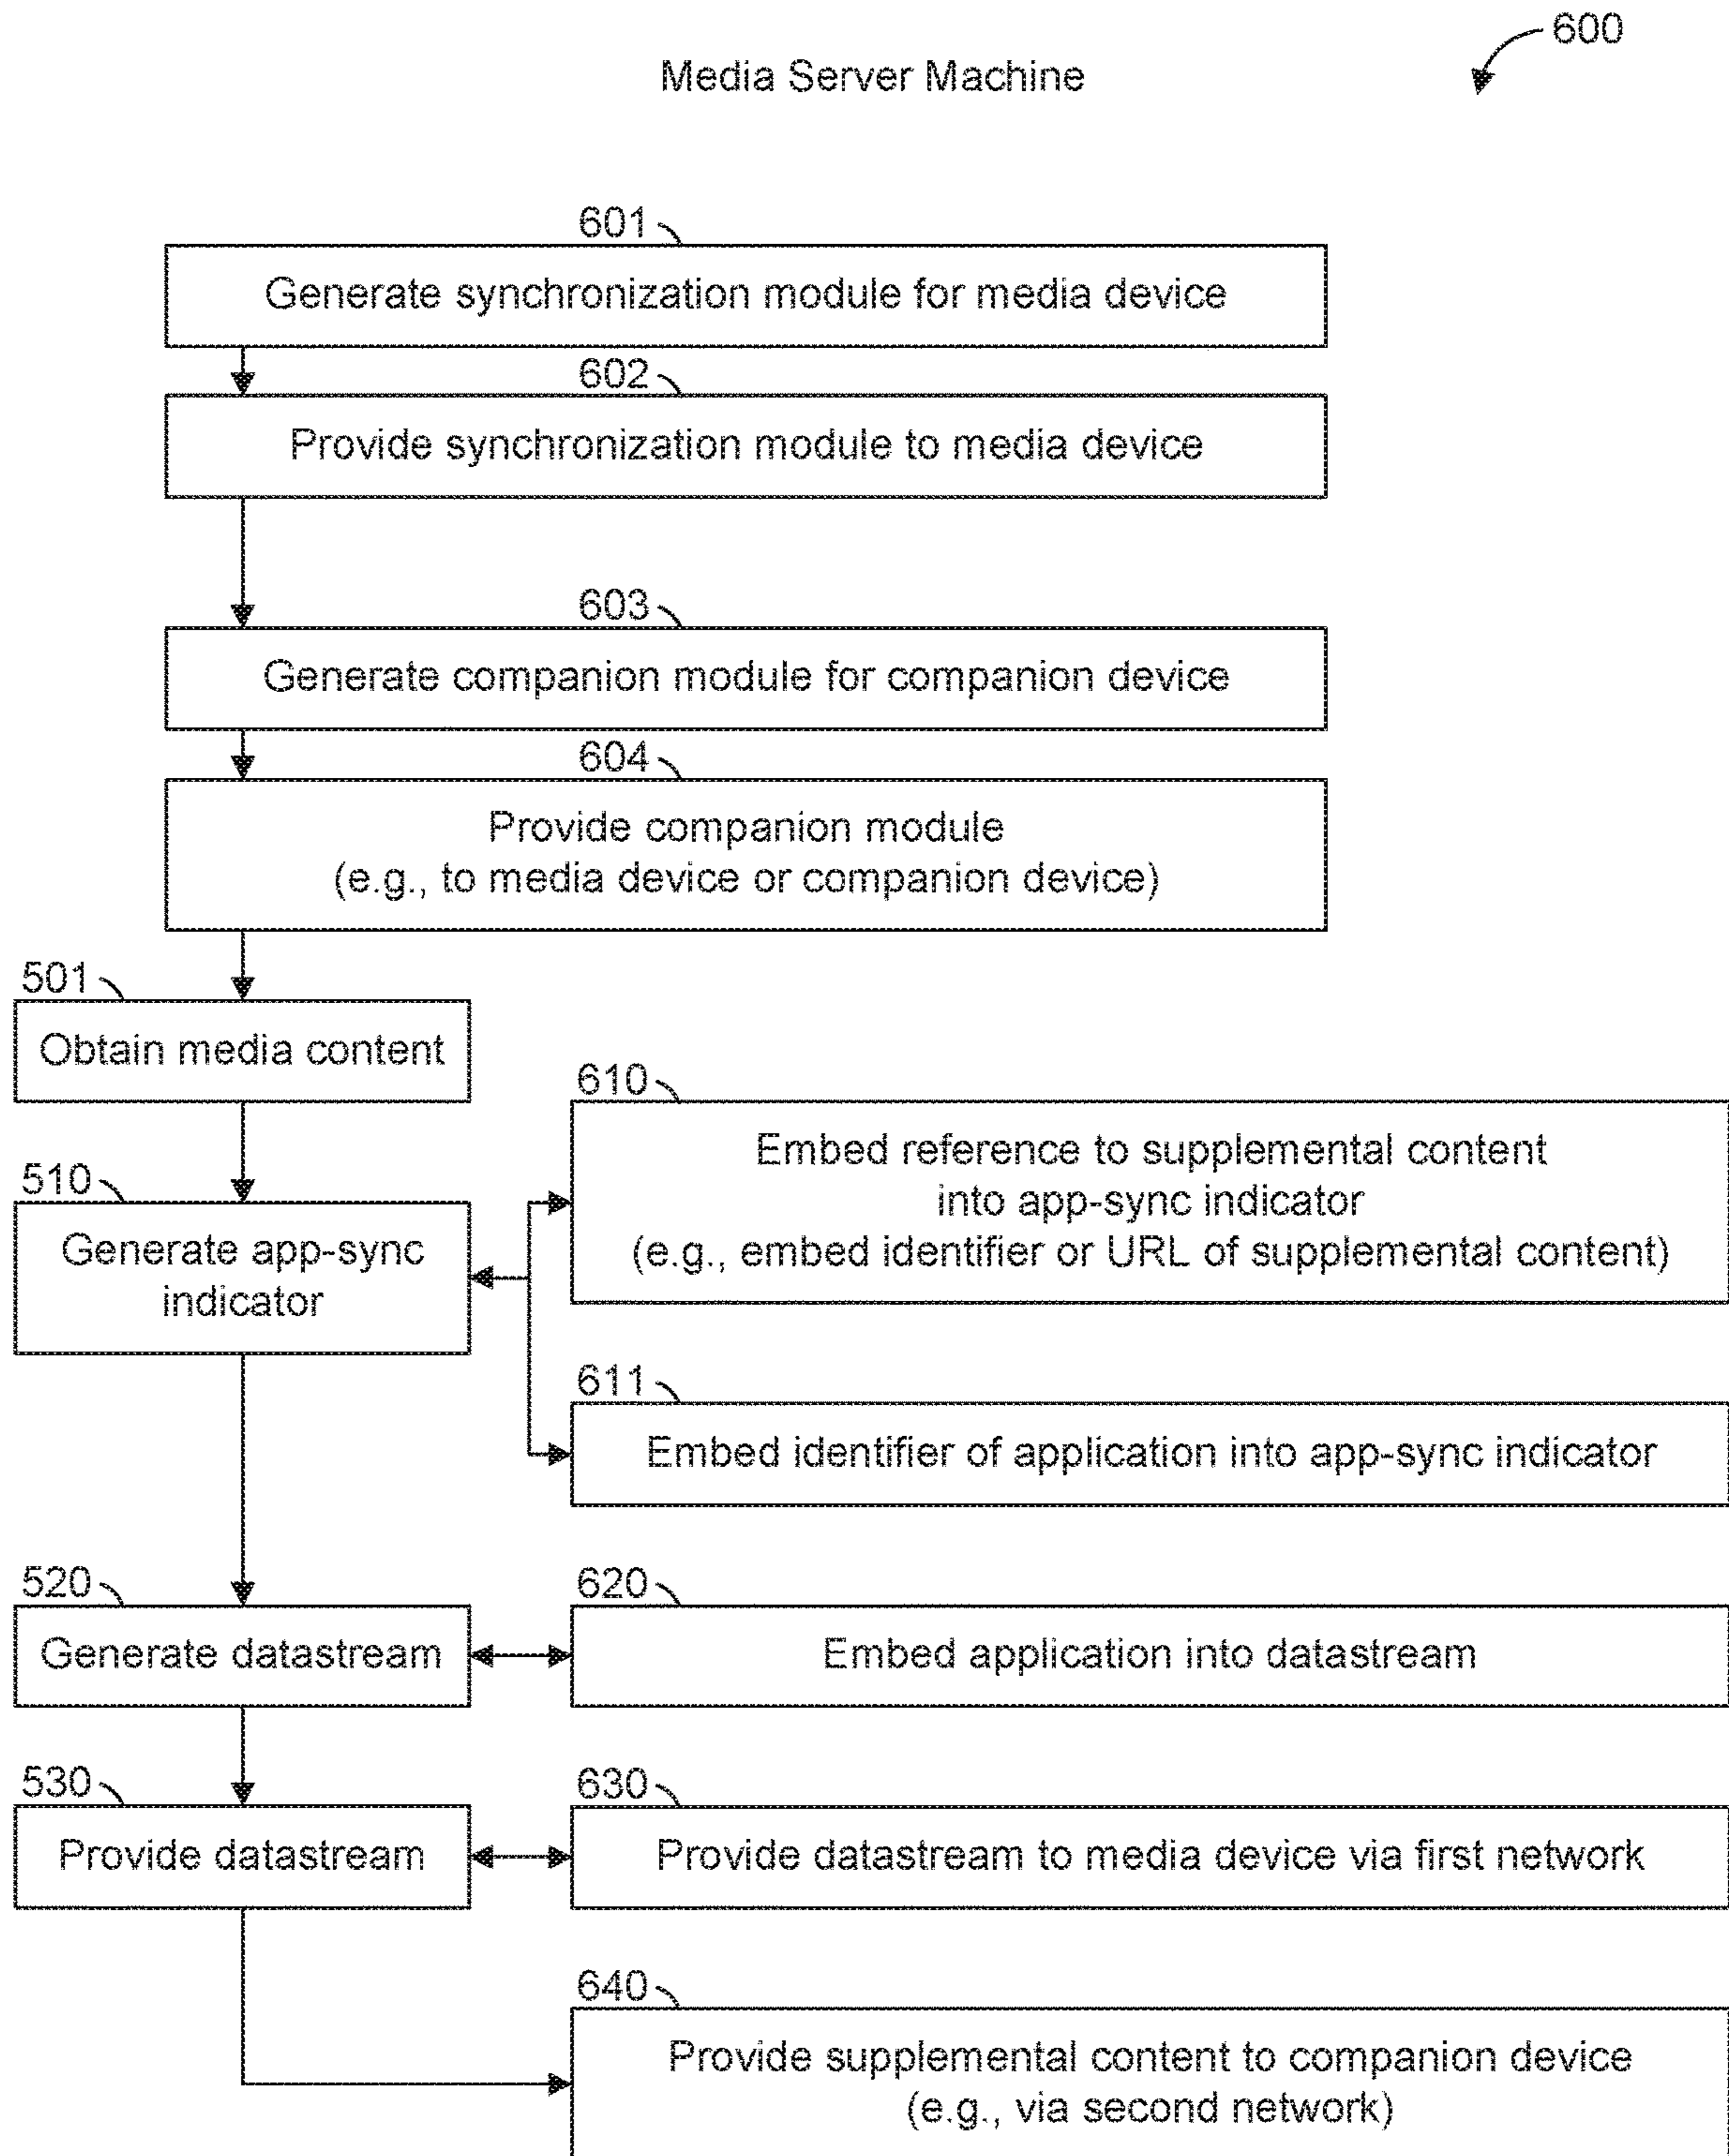 600
Media Server Machine
601
Generate synchronization module for media device
602
Provide synchronization module to media device
603
Generate companion module for companion device
604
Provide companion module
(e.g., to media device or companion device)
501
Obtain media content
610
Embed reference to supplemental content
into app-sync indicator
(e.g., embed identifier or URL of supplemental content)
510
Generate app-sync
indicator
611
Embed identifier of application into app-sync indicator
520
Generate datastream
620
Embed application into datastream
530
Provide datastream
630
Provide datastream to media device via first network
640
Provide supplemental content to companion device
(e.g., via second network)